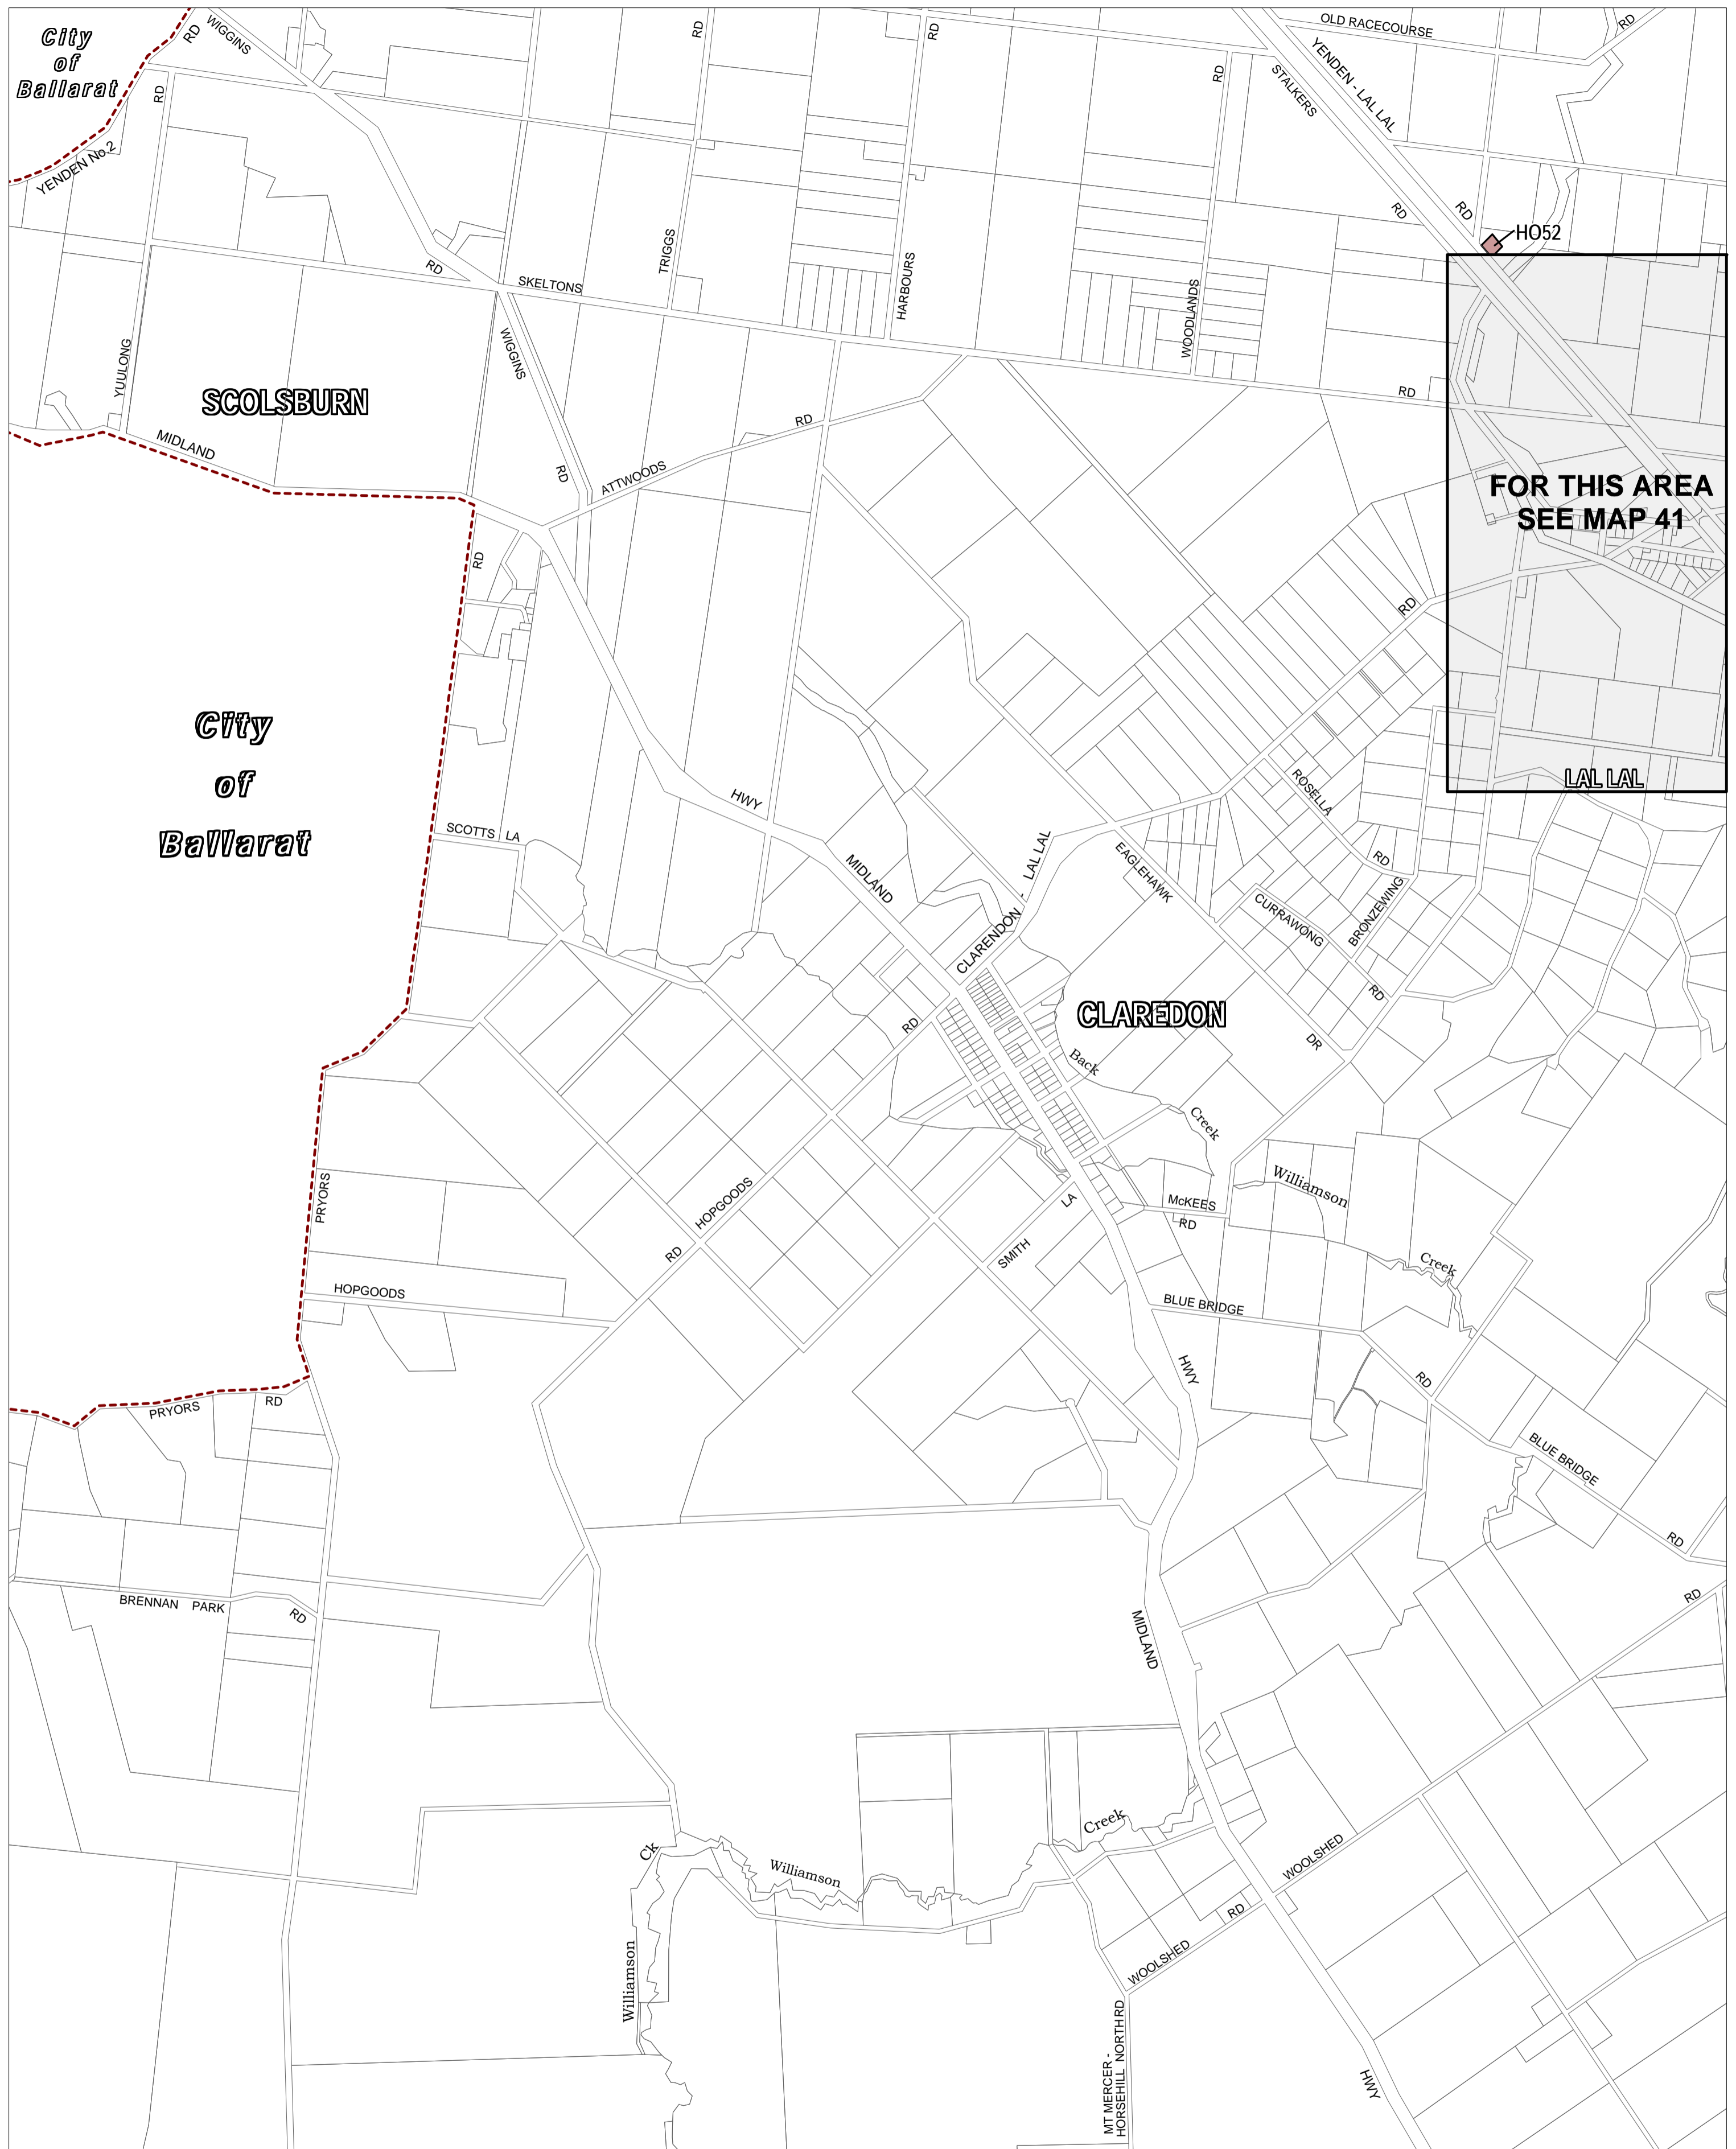 City
of
Ballarat
RD
WIGGINS
RD
RD
OLD RACECOURSE
RD
YENDEN - LAL LAL
STALKERS
RD
RD
YENDEN No.2
RD
RD
HO52
RD
TRIGGS
SKELTONS
HARBOURS
WOODLANDS
YUULONG
WIGGINS
SCOLSBURN
RD
RD
MIDLAND
RD
ATTWOODS
FOR THIS AREA
SEE MAP 41
RD
RD
City
of
Ballarat
LAL LAL
ROSELLA
HWY
SCOTTS LA
MIDLAND
CLARENDON - LAL LAL
EAGLEHAWK
RD
CURRAWONG
BRONZEWING
RD
CLAREDON
RD
DR
Back
Creek
Williamson
PRYORS
HOPGOODS
McKEES
RD
LA
SMITH
RD
Creek
HOPGOODS
BLUE BRIDGE
HWY
RD
PRYORS
RD
BLUE BRIDGE
RD
BRENNAN PARK
RD
RD
MIDLAND
Creek
Ck
Williamson
WOOLSHED
RD
WOOLSHED
Williamson
MT MERCER -
HORSEHILL NORTH RD
HWY